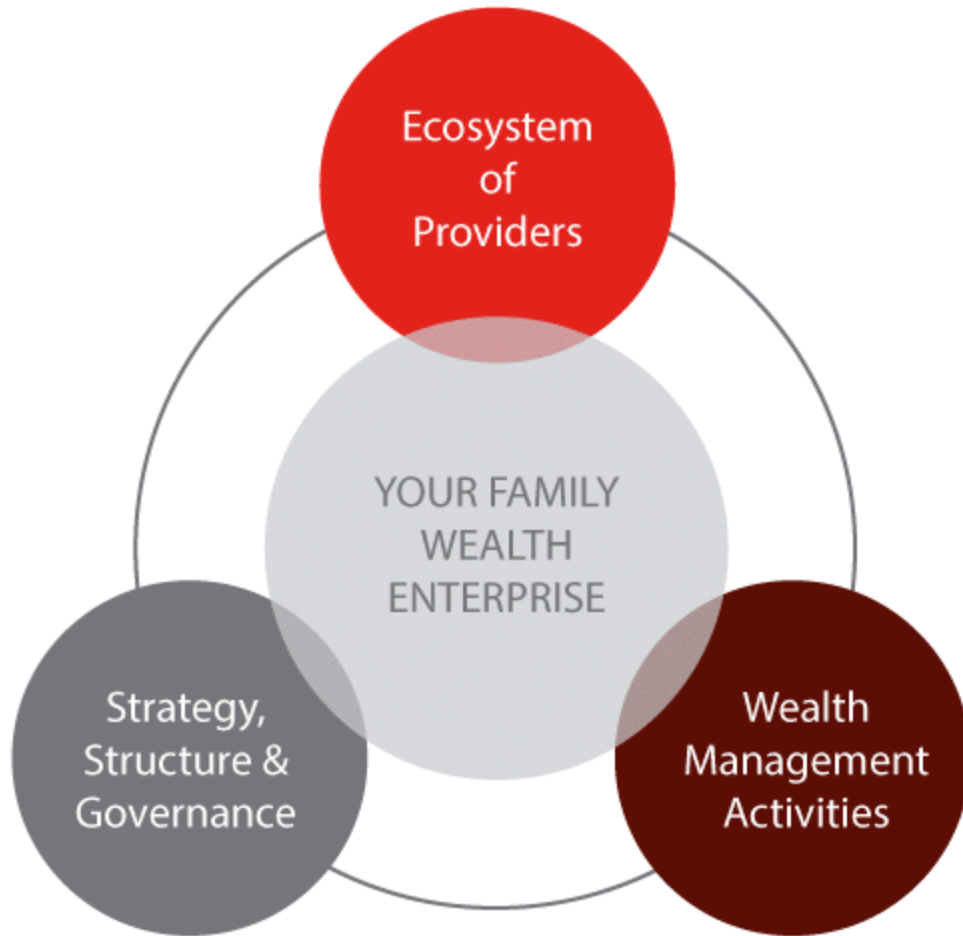 Ecosystem
of
Providers
YOUR FAMILY
WEALTH
ENTERPRISE
Strategy,
Structure &
Governance
Wealth
Management
Activities